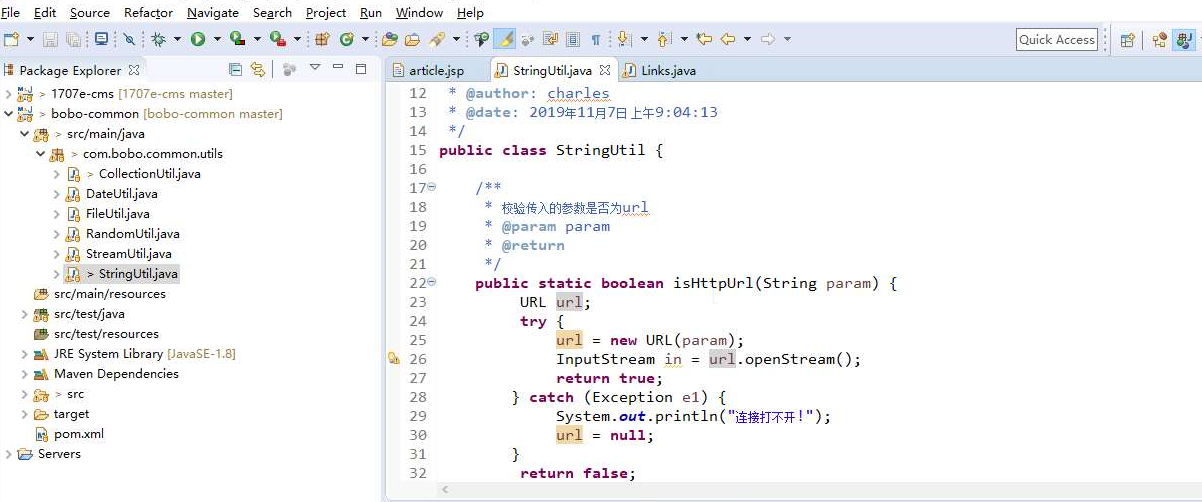 File Edit Source Refactor Navigate Search Project Run Window Help
Quick Access
Package Explorer
> 1707e-cms [1707e-cms master]
> bobo-common [bobo-common master]
> src/main/java
> com.bobo.common.utils
> CollectionUtil.java
DateUtil.java
FileUtil.java
RandomUtil.java
StreamUtil.java
> StringUtil.java
src/main/resources
src/test/java
src/test/resources
JRE System Library [JavaSE-1.8]
Maven Dependencies
> src
target
pom.xml
Servers
article.jsp StringUtil.java Links.java
12 * @author: charles
13 * @date: 2019年11月7日 上午9:04:13
14 */
15 public class StringUtil {
16
17 /**
18 * 校验传入的参数是否为url
19 * @param param
20 * @return
21 */
22 public static boolean isHttpUrl(String param) {
23 URL url;
24 try {
25 url = new URL(param);
26 InputStream in = url.openStream();
27 return true;
28 } catch (Exception e1) {
29 System.out.println("连接打不开!");
30 url = null;
31 }
32 return false;